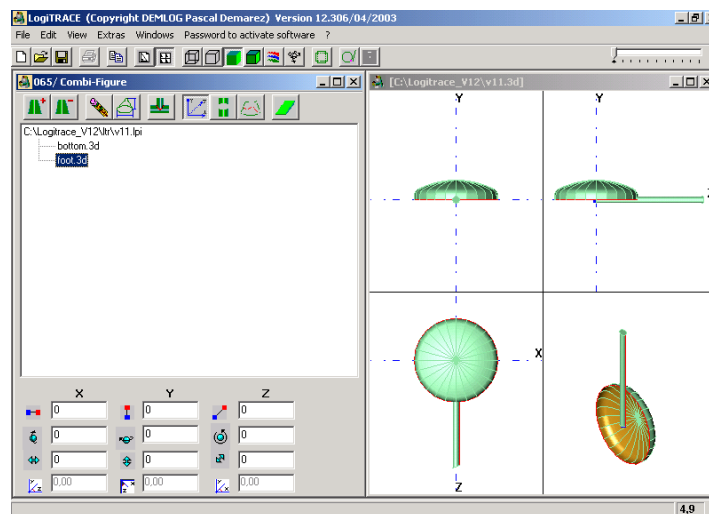 LogiTRACE (Copyright DEMLOG Pascal Demarez) Version 12.306/04/2003
File Edit View Extras Windows Password to activate software ?
065/ Combi-Figure
C:\Logitrace_V12\ltr\v11.lpi
bottom.3d
foot.3d
X Y Z
0 0 0
0 0 0
0 0 0
0,00 0,00 0,00
[C:\Logitrace_V12\v11.3d]
Y Y
Z
X
Z
4,9